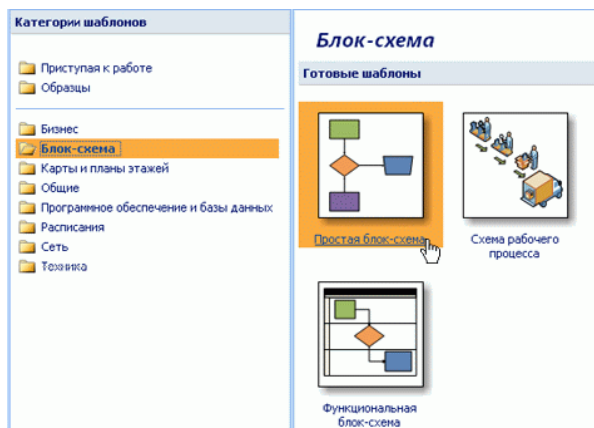 Категории шаблонов
Приступая к работе
Образцы
Бизнес
Блок-схема
Карты и планы этажей
Общие
Программное обеспечение и базы данных
Расписания
Сеть
Техника
Блок-схема
Готовые шаблоны
Простая блок-схема
Схема рабочего
процесса
Функциональная
блок-схема